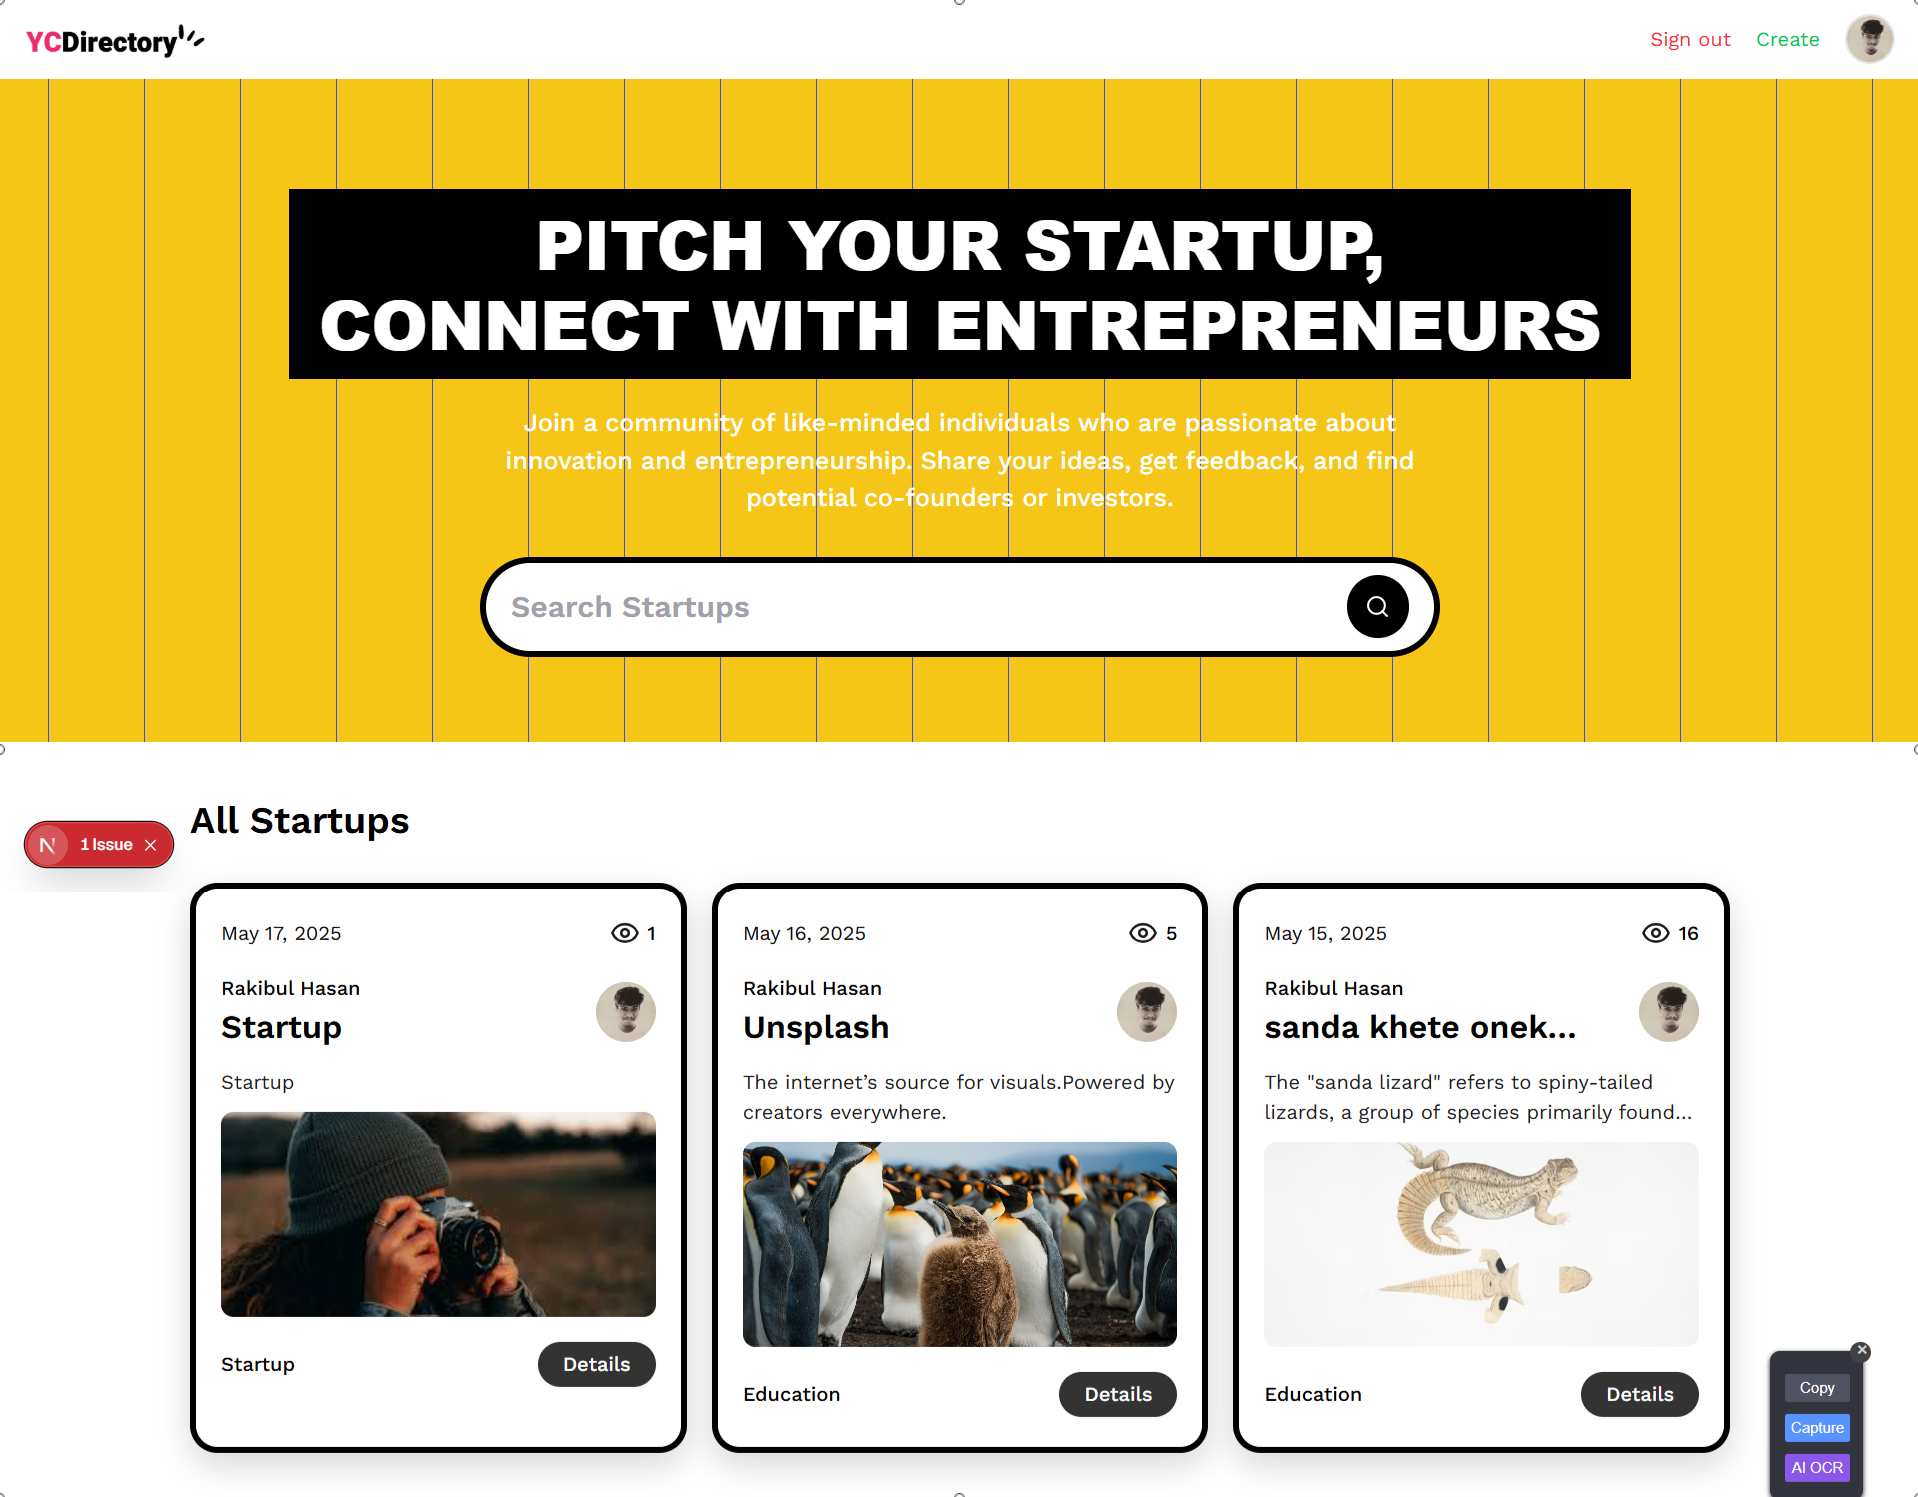 YCDirectory
Sign out
Create
PITCH YOUR STARTUP,
CONNECT WITH ENTREPRENEURS
Join a community of like-minded individuals who are passionate about
innovation and entrepreneurship. Share your ideas, get feedback, and find
potential co-founders or investors.
Search Startups
All Startups
N
1 Issue
May 17, 2025
1
Rakibul Hasan
Startup
Startup
Startup
Details
May 16, 2025
5
Rakibul Hasan
Unsplash
The internet’s source for visuals.Powered by
creators everywhere.
Education
Details
May 15, 2025
16
Rakibul Hasan
sanda khete onek...
The "sanda lizard" refers to spiny-tailed
lizards, a group of species primarily found...
Education
Details
Copy
Capture
AI OCR